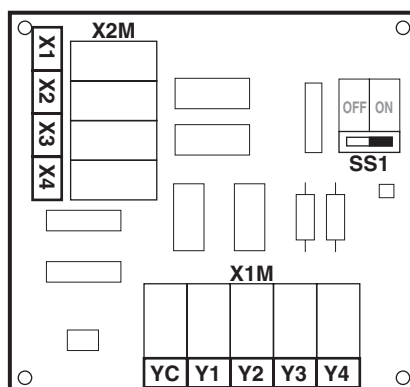 X2M
X1
X2
X3
X4
OFF ON
SS1
X1M
YC Y1 Y2 Y3 Y4